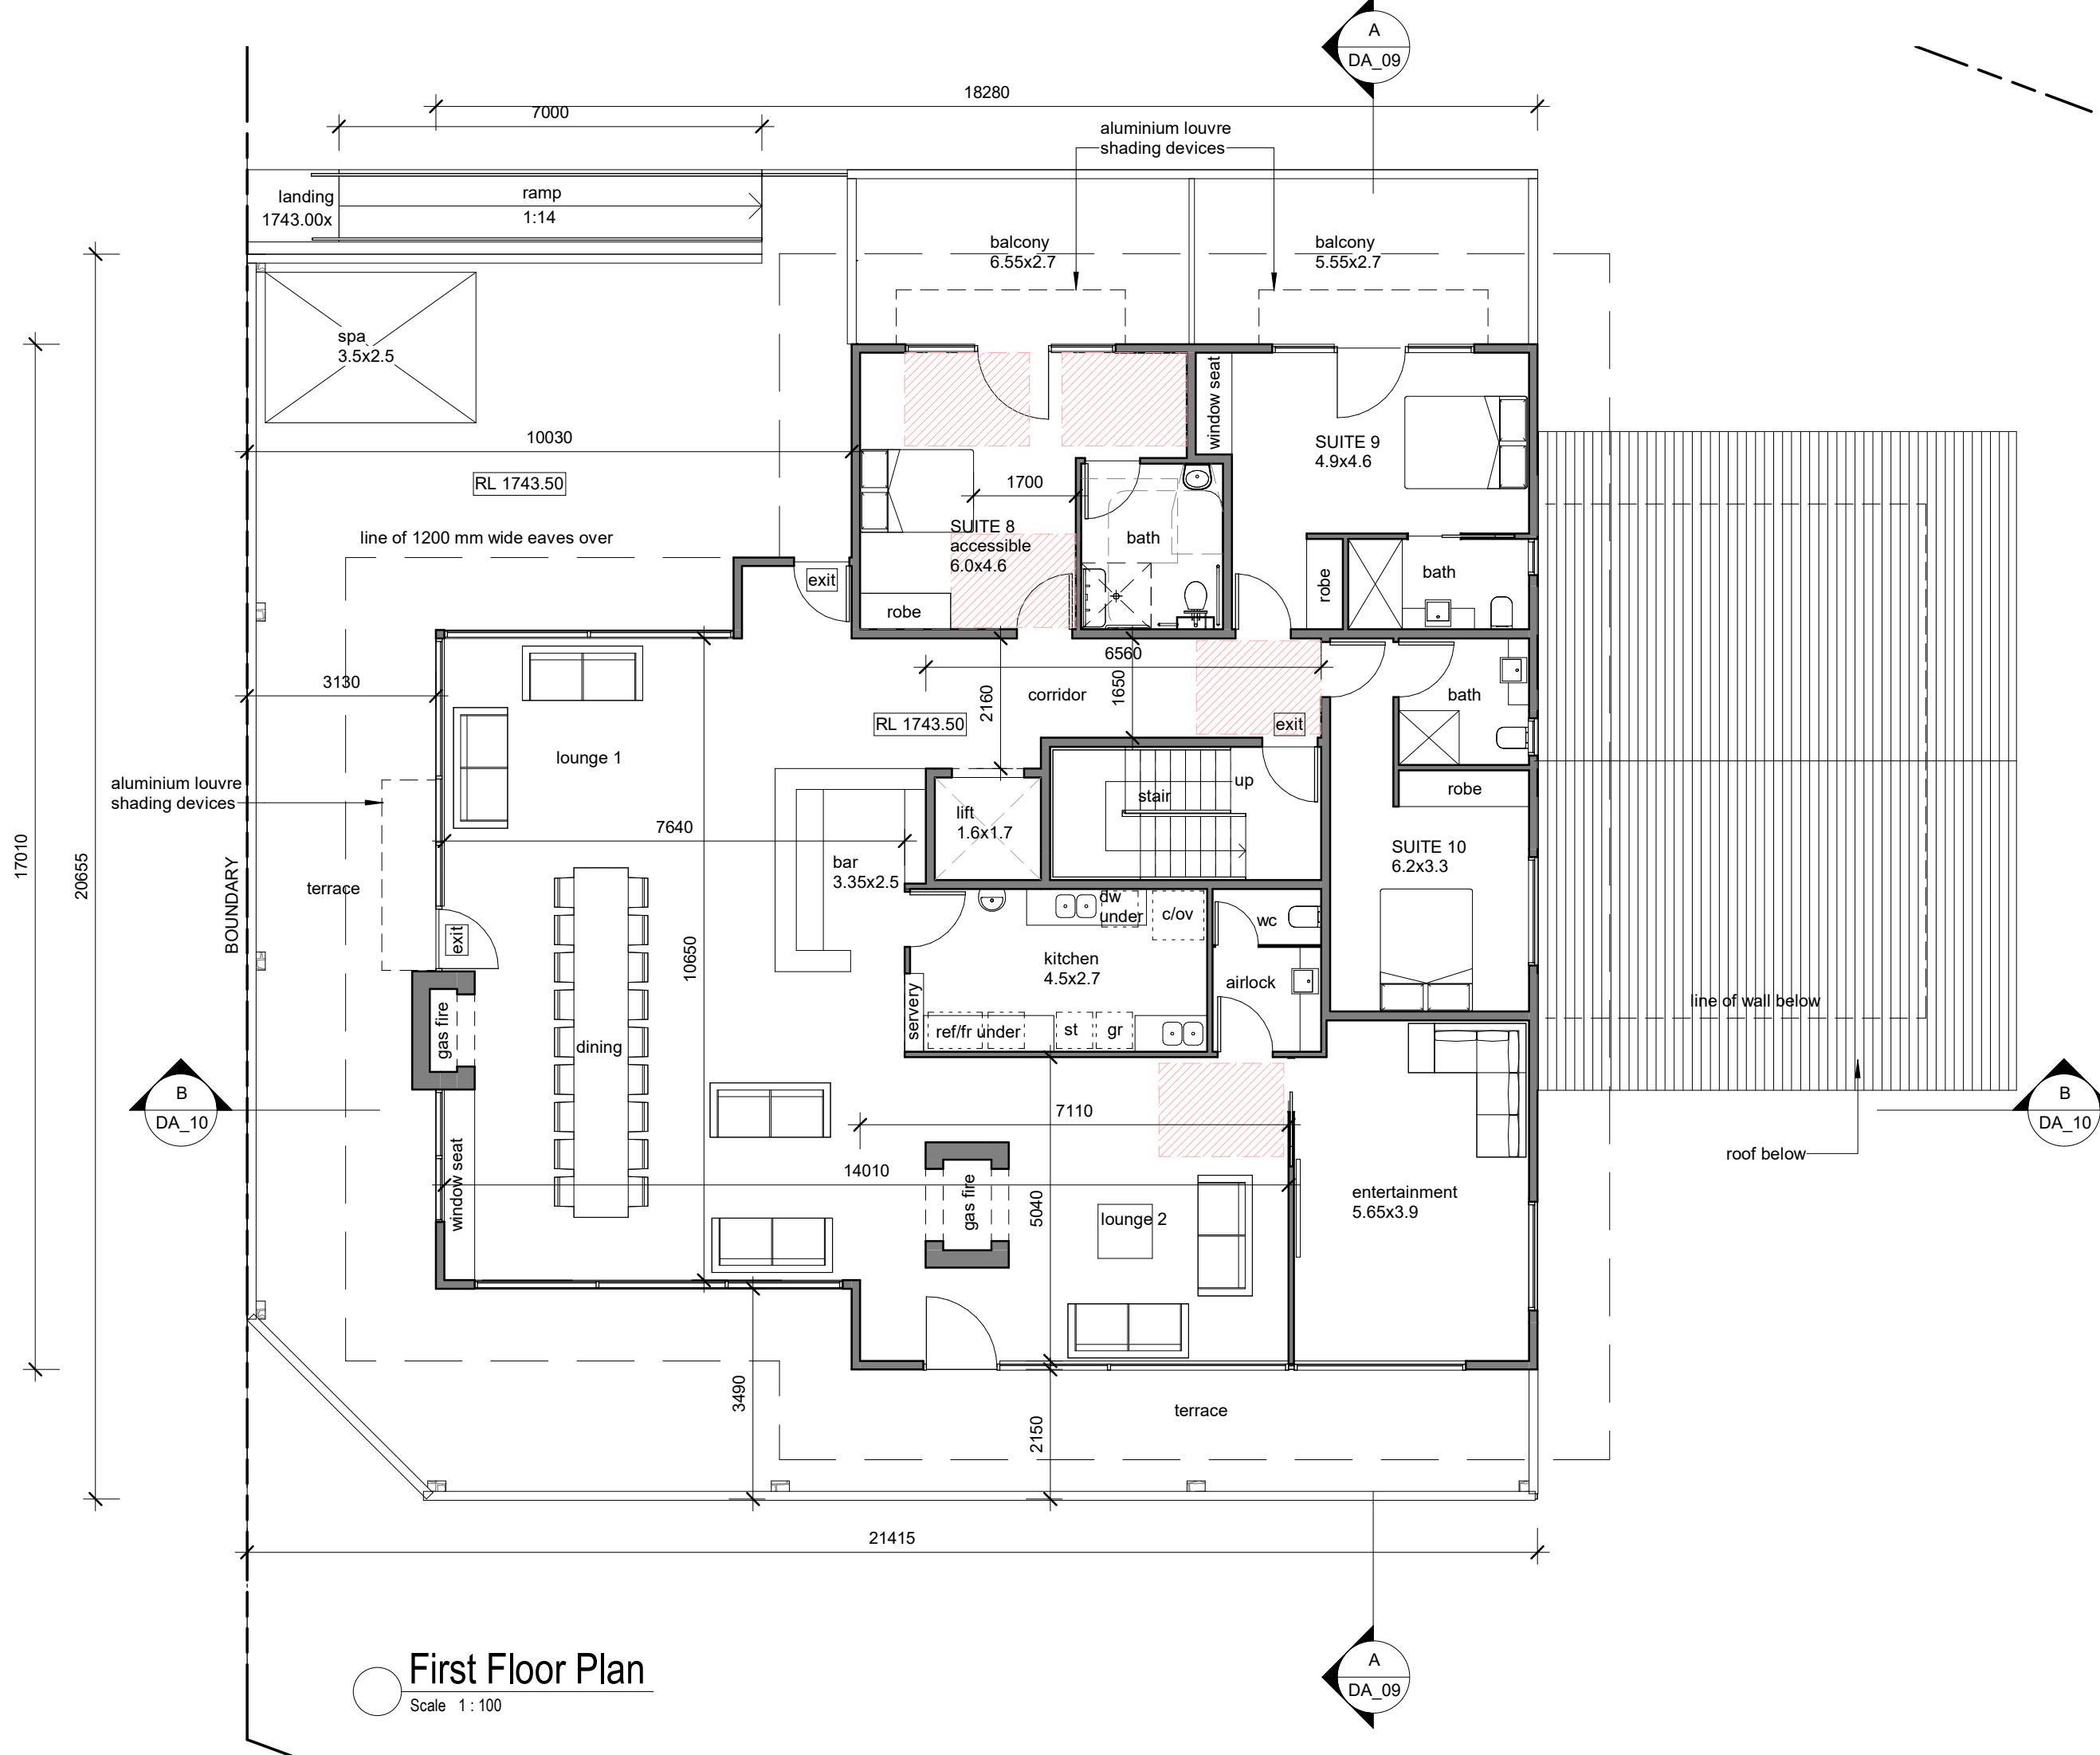 A
DA_09
18280
7000
aluminium louvre
shading devices
landing
1743.00x
ramp
1:14
balcony
6.55x2.7
balcony
5.55x2.7
spa
3.5x2.5
window seat
10030
SUITE 9
4.9x4.6
RL 1743.50
1700
line of 1200 mm wide eaves over
SUITE 8
accessible
6.0x4.6
bath
exit
robe
robe
bath
6560
3130
2160
corridor
1650
bath
RL 1743.50
exit
lounge 1
aluminium louvre
shading devices
up
stair
robe
lift
1.6x1.7
7640
17010
20655
BOUNDARY
terrace
bar
3.35x2.5
SUITE 10
6.2x3.3
dw
under
c/ov
wc
exit
10650
kitchen
4.5x2.7
airlock
servery
line of wall below
gas fire
dining
ref/fr under
st
gr
B
DA_10
7110
B
DA_10
roof below
14010
window seat
gas fire
5040
lounge 2
entertainment
5.65x3.9
3490
2150
terrace
21415
First Floor Plan
Scale 1 : 100
A
DA_09